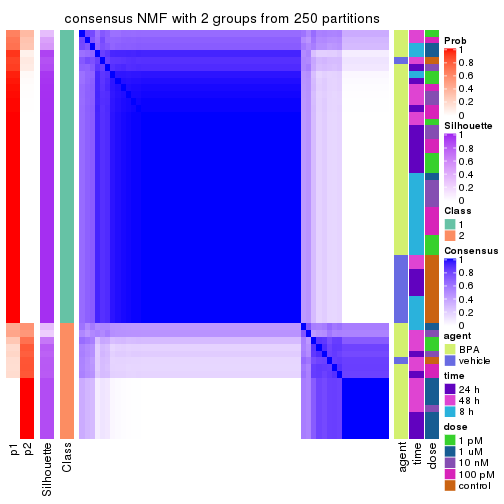 consensus NMF with 2 groups from 250 partitions
Prob
1
0.8
0.6
0.4
0.2
0
Silhouette
1
0.8
0.6
0.4
0.2
0
Class
1
2
Consensus
1
0.8
0.6
0.4
0.2
0
agent
BPA
vehicle
time
24 h
48 h
8 h
dose
1 pM
1 uM
10 nM
100 pM
control
p1
p2
Silhouette
Class
agent
time
dose